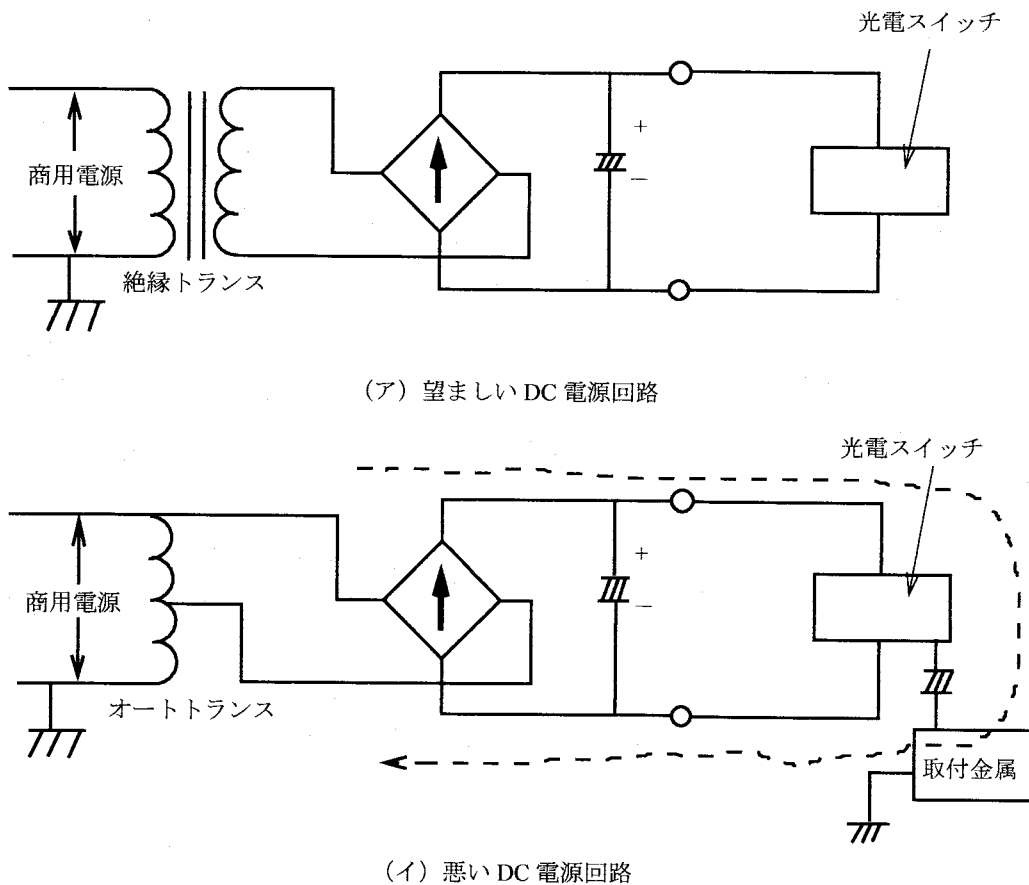 光電スイッチ
商用電源
+
−
絶縁トランス
（ア）望ましい DC 電源回路
光電スイッチ
商用電源
+
−
オートトランス
取付金属
（イ）悪い DC 電源回路